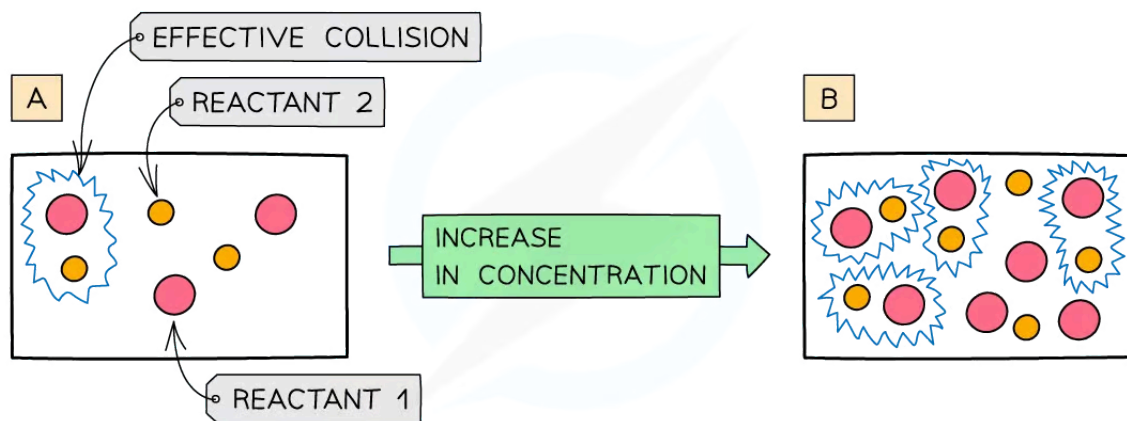 EFFECTIVE COLLISION
A
REACTANT 2
B
INCREASE
IN CONCENTRATION
REACTANT 1